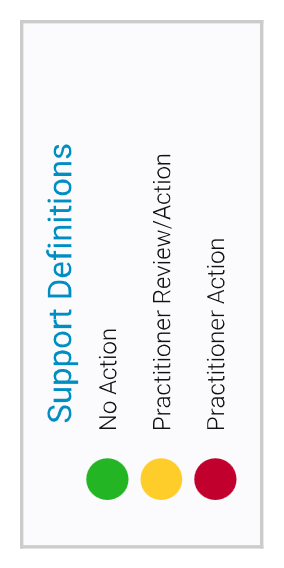 Support Definitions
No Action
Practitioner Review/Action
Practitioner Action